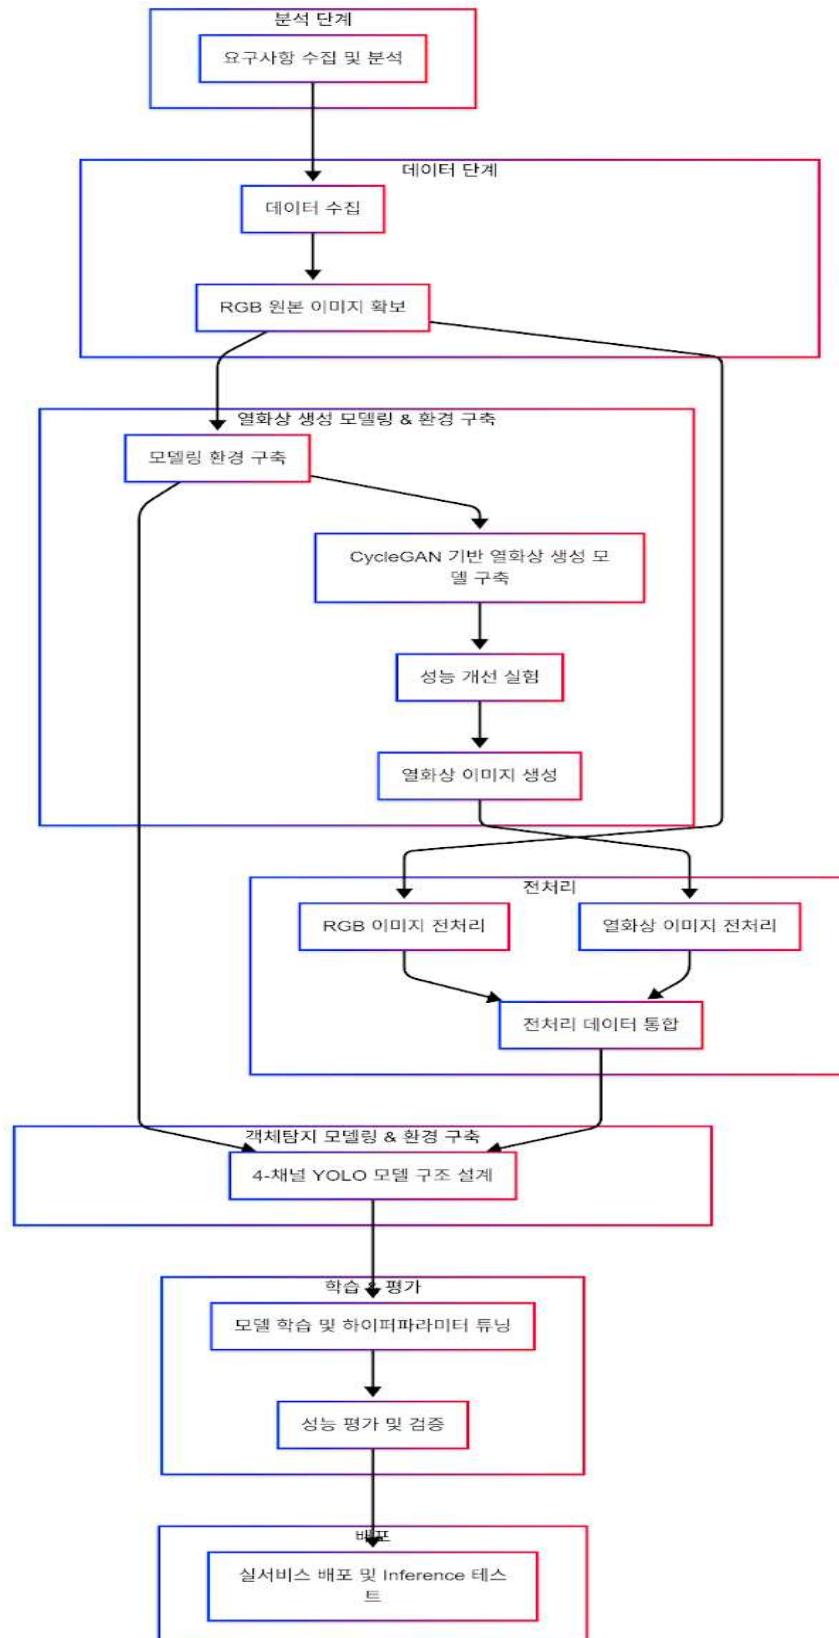 분석 단계
요구사항 수집 및 분석
데이터 단계
데이터 수집
RGB 원본 이미지 확보
열화상 생성 모델링 & 환경 구축
모델링 환경 구축
CycleGAN 기반 열화상 생성 모
델 구축
성능 개선 실험
열화상 이미지 생성
전처리
RGB 이미지 전처리
열화상 이미지 전처리
전처리 데이터 통합
객체탐지 모델링 & 환경 구축
4-채널 YOLO 모델 구조 설계
학습 & 평가
모델 학습 및 하이퍼파라미터 튜닝
성능 평가 및 검증
배포
실서비스 배포 및 Inference 테스
트